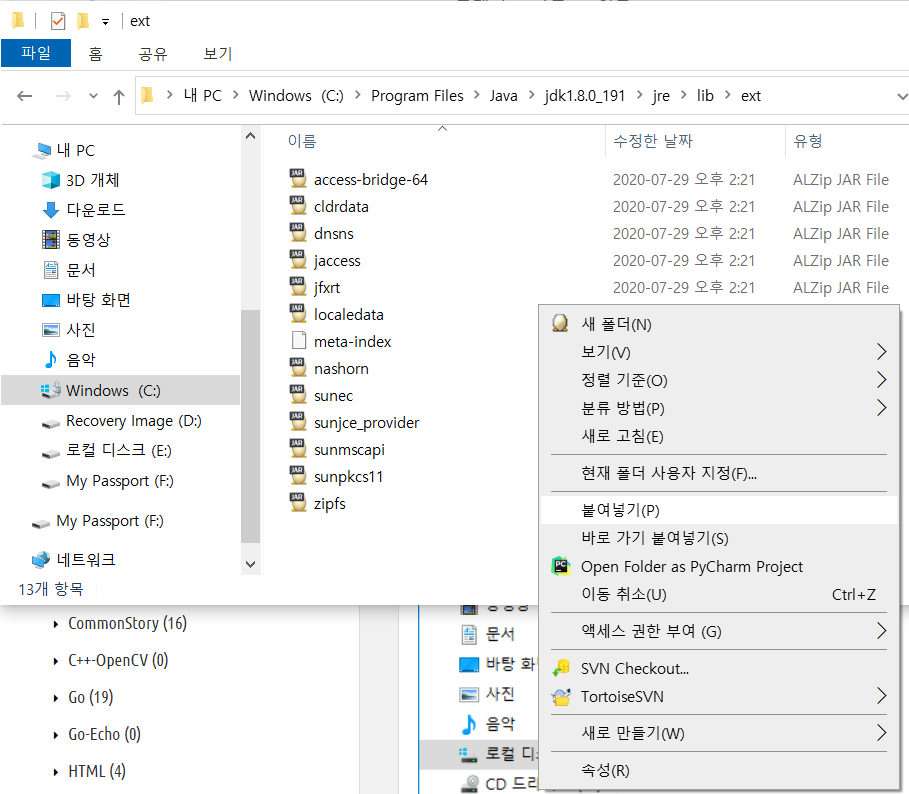 ext
파일 홈 공유 보기
내 PC > Windows (C:) > Program Files > Java > jdk1.8.0_191 > jre > lib > ext
내 PC
3D 개체
다운로드
동영상
문서
바탕 화면
사진
음악
Windows (C:)
Recovery Image (D:)
로컬 디스크 (E:)
My Passport (F:)
My Passport (F:)
네트워크
13개 항목
이름 수정한 날짜 유형
access-bridge-64 2020-07-29 오후 2:21 ALZip JAR File
cldrdata 2020-07-29 오후 2:21 ALZip JAR File
dnsns 2020-07-29 오후 2:21 ALZip JAR File
jaccess 2020-07-29 오후 2:21 ALZip JAR File
jfxrt 2020-07-29 오후 2:21 ALZip JAR File
localedata
meta-index
nashorn
sunec
sunjce_provider
sunmscapi
sunpkcs11
zipfs
새 폴더(N)
보기(V)
정렬 기준(O)
분류 방법(P)
새로 고침(E)
현재 폴더 사용자 지정(F)...
붙여넣기(P)
바로 가기 붙여넣기(S)
Open Folder as PyCharm Project
이동 취소(U) Ctrl+Z
액세스 권한 부여 (G)
SVN Checkout...
TortoiseSVN
새로 만들기(W)
속성(R)
CommonStory (16)
C++-OpenCV (0)
Go (19)
Go-Echo (0)
HTML (4)
문서
바탕 화
사진
음악
로컬 디
CD 드